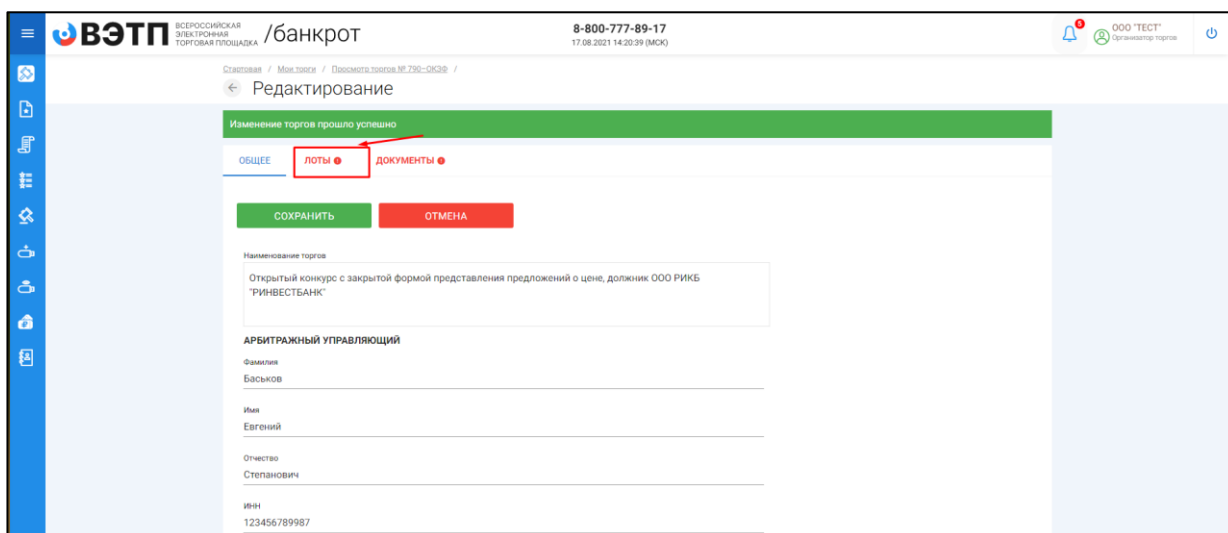 ВЭТП
ВСЕРОССИЙСКАЯ
ЭЛЕКТРОННАЯ
ТОРГОВАЯ ПЛОЩАДКА
/банкрот
8-800-777-89-17
17.08.2021 14:20:39 (МСК)
5
ООО "ТЕСТ"
Организатор торгов
Стартовая / Мои торги / Просмотр торгов № 790-ОКЗФ /
Редактирование
Изменение торгов прошло успешно
ОБЩЕЕ ЛОТЫ ДОКУМЕНТЫ
СОХРАНИТЬ ОТМЕНА
Наименование торгов
Открытый конкурс с закрытой формой представления предложений о цене, должник ООО РИКБ
"РИНВЕСТБАНК"
АРБИТРАЖНЫЙ УПРАВЛЯЮЩИЙ
Фамилия
Баськов
Имя
Евгений
Отчество
Степанович
ИНН
123456789987